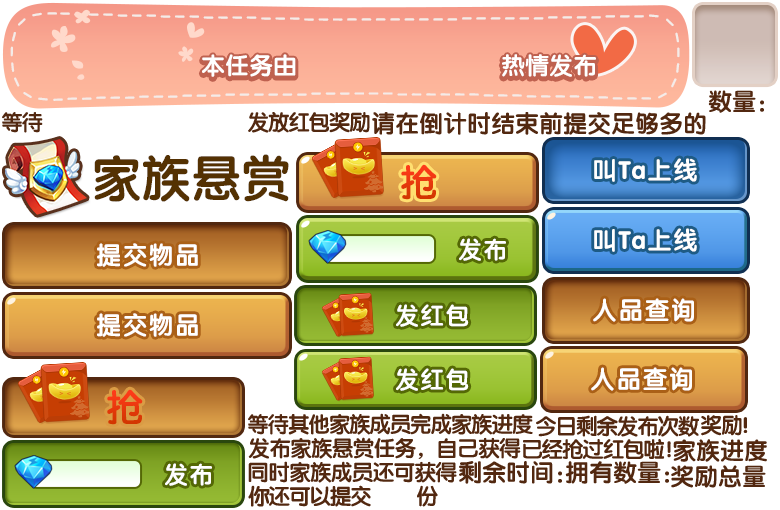 本任务由 热情发布
数量：
等待 发放红包奖励 请在倒计时结束前提交足够多的
家族悬赏 抢 叫Ta上线
提交物品 发布 叫Ta上线
提交物品 发红包 人品查询
抢 发红包 人品查询
等待其他家族成员完成家族进度 今日剩余发布次数 奖励!
发布 发布家族悬赏任务，自己获得 已经抢过红包啦! 家族进度
同时家族成员还可获得 剩余时间: 拥有数量: 奖励总量
你还可以提交 份